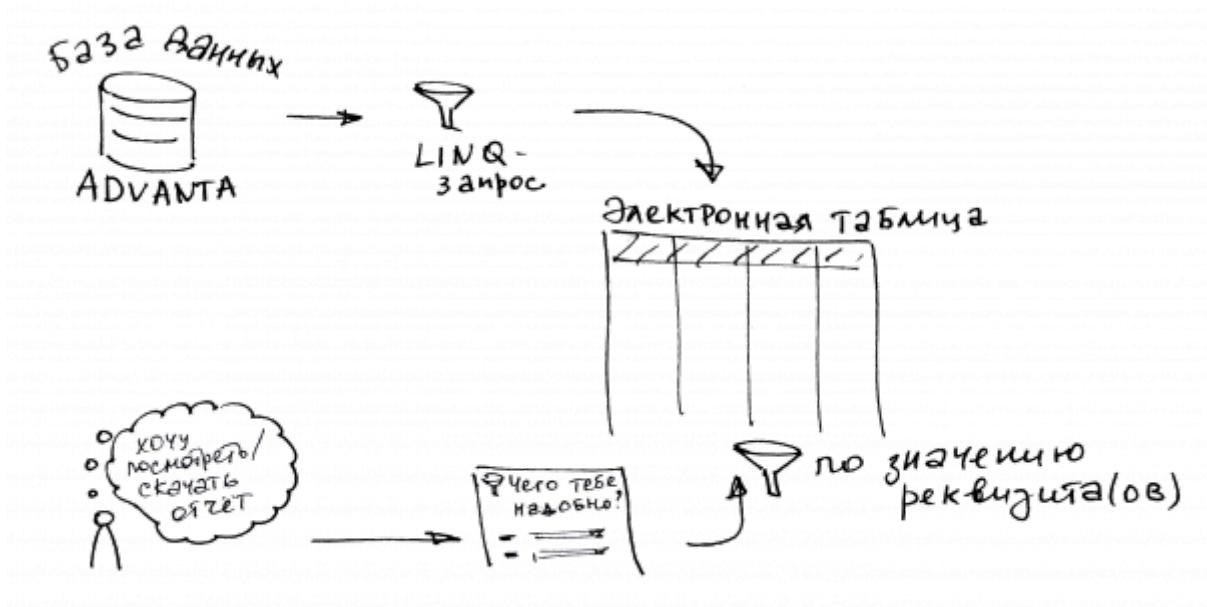 База данных
ADVANTA
LINQ-
запрос
Электронная таблица
хочу
посмотреть/
скачать
отчёт
Чего тебе
надобно?
по значению
реквизита(ов)